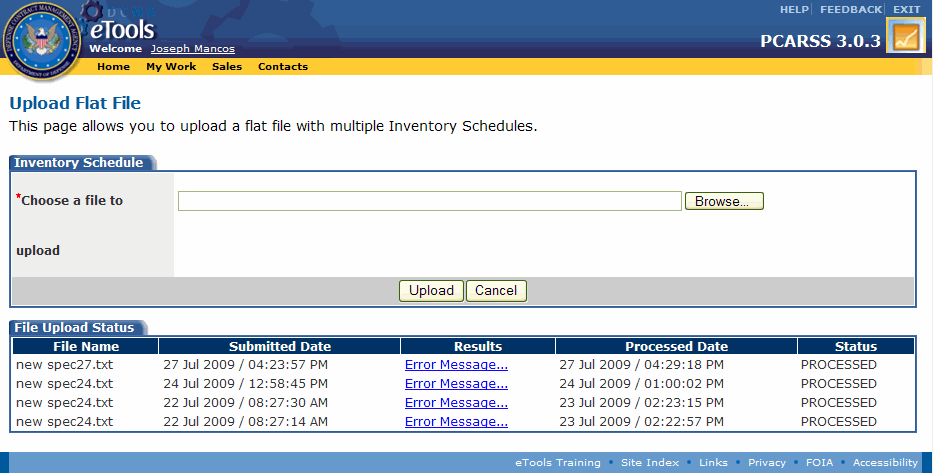 HELP | FEEDBACK | EXIT
eTools
Welcome Joseph Mancos
PCARSS 3.0.3
Home My Work Sales Contacts
Upload Flat File
This page allows you to upload a flat file with multiple Inventory Schedules.
Inventory Schedule
*Choose a file to
upload
Browse...
Upload Cancel
File Upload Status
File Name Submitted Date Results Processed Date Status
new spec27.txt 27 Jul 2009 / 04:23:57 PM Error Message... 27 Jul 2009 / 04:29:18 PM PROCESSED
new spec24.txt 24 Jul 2009 / 12:58:45 PM Error Message... 24 Jul 2009 / 01:00:02 PM PROCESSED
new spec24.txt 22 Jul 2009 / 08:27:30 AM Error Message... 23 Jul 2009 / 02:23:15 PM PROCESSED
new spec24.txt 22 Jul 2009 / 08:27:14 AM Error Message... 23 Jul 2009 / 02:22:57 PM PROCESSED
eTools Training • Site Index • Links • Privacy • FOIA • Accessibility